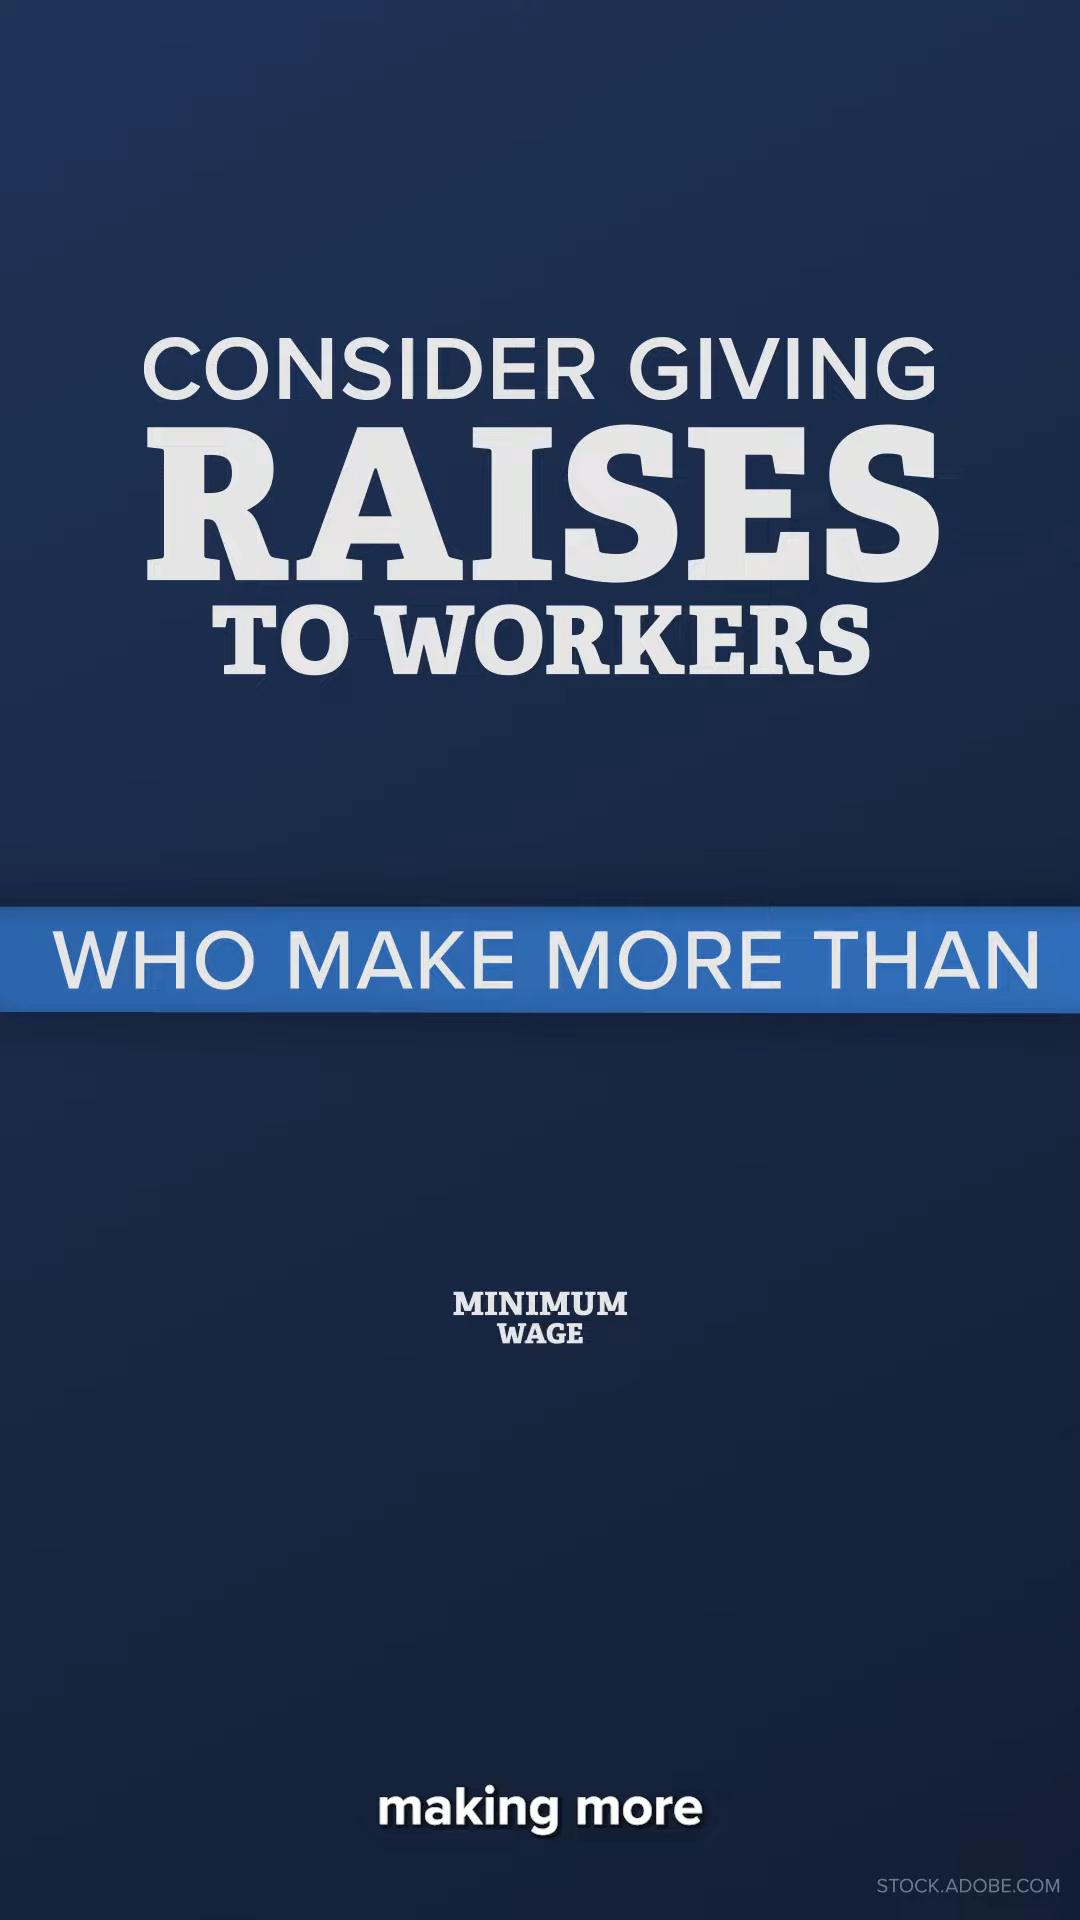 CONSIDER GIVING
RAISES
TO WORKERS
WHO MAKE MORE THAN
MINIMUM
WAGE
making more
STOCK.ADOBE.COM